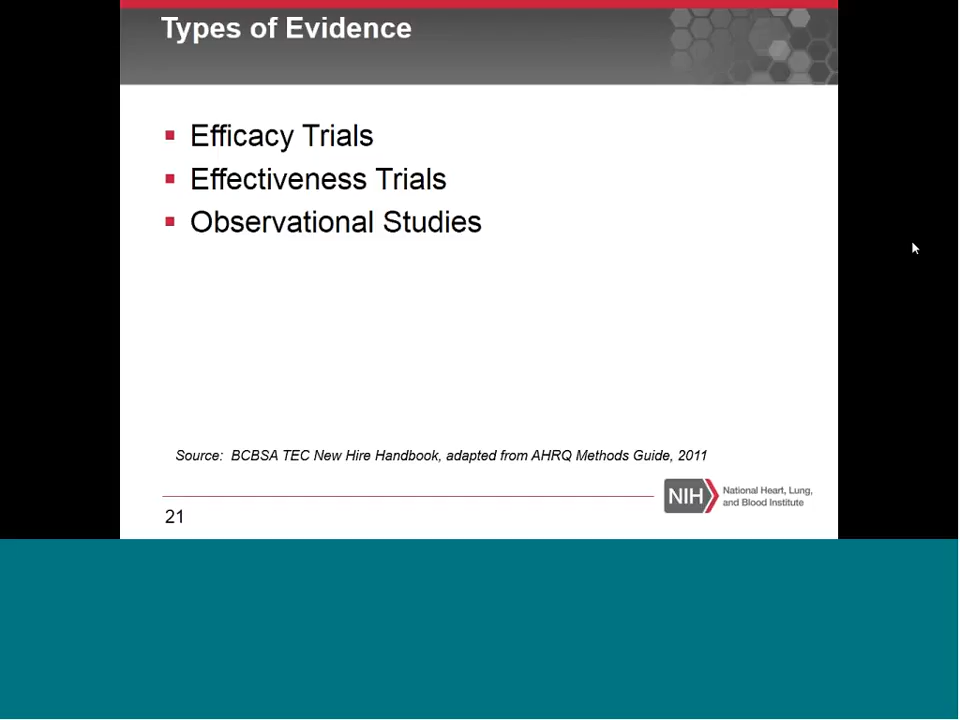 Types of Evidence
Efficacy Trials
Effectiveness Trials
Observational Studies
Source: BCBSA TEC New Hire Handbook, adapted from AHRQ Methods Guide, 2011
NIH
National Heart, Lung,
and Blood Institute
21